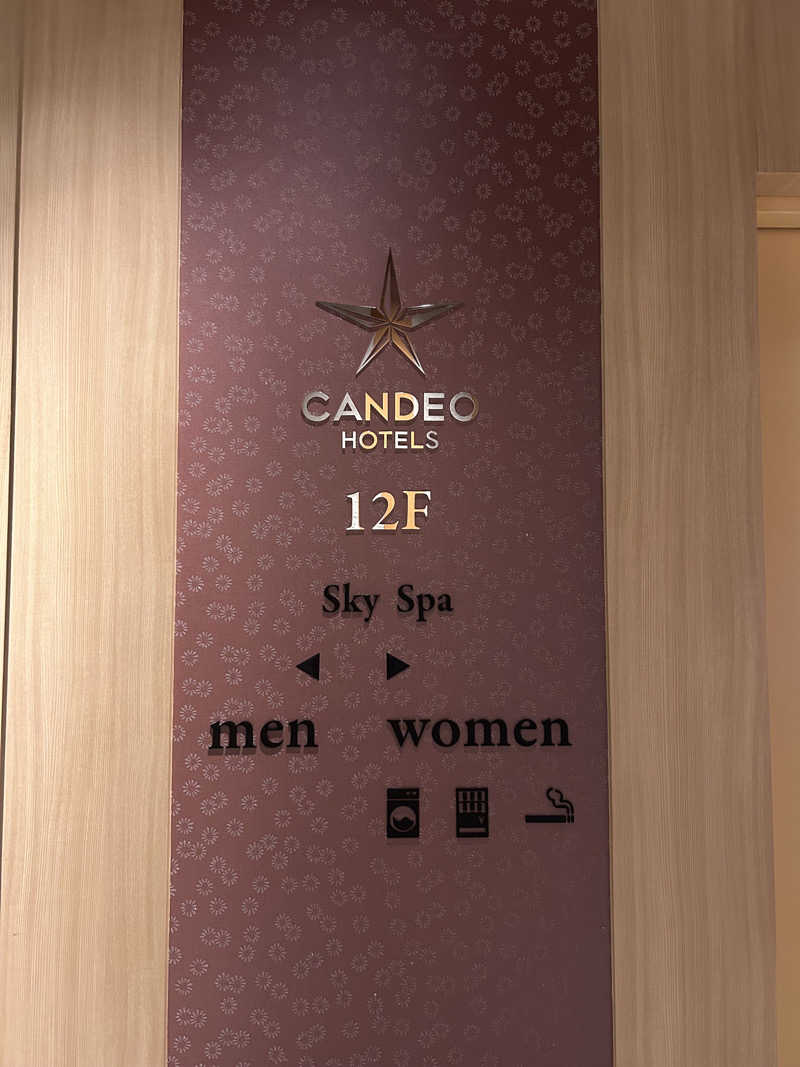 CANDEO
HOTELS
12F
Sky Spa
men women